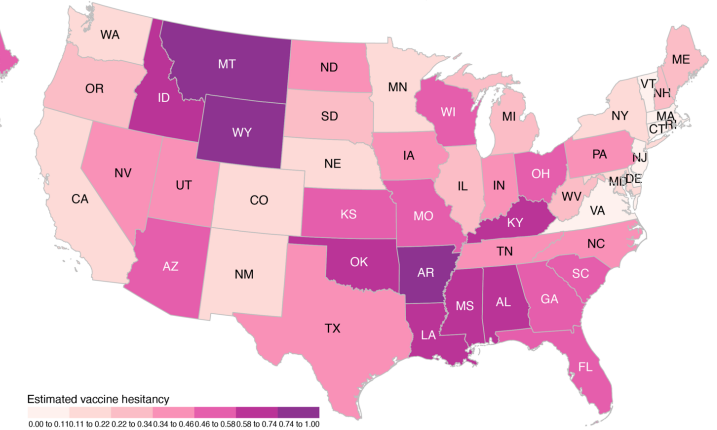 WA
MT
ND
MN
ME
VT
NH
OR
ID
SD
WI
MI
NY
MA
CT
RI
WY
IA
PA
NJ
NE
NV
UT
CO
IL
IN
OH
MD
DE
WV
VA
CA
KS
MO
KY
AZ
NM
OK
AR
TN
NC
SC
MS
AL
GA
TX
LA
FL
Estimated vaccine hesitancy
0.00 to 0.11 0.11 to 0.22 0.22 to 0.34 0.34 to 0.46 0.46 to 0.58 0.58 to 0.74 0.74 to 1.00